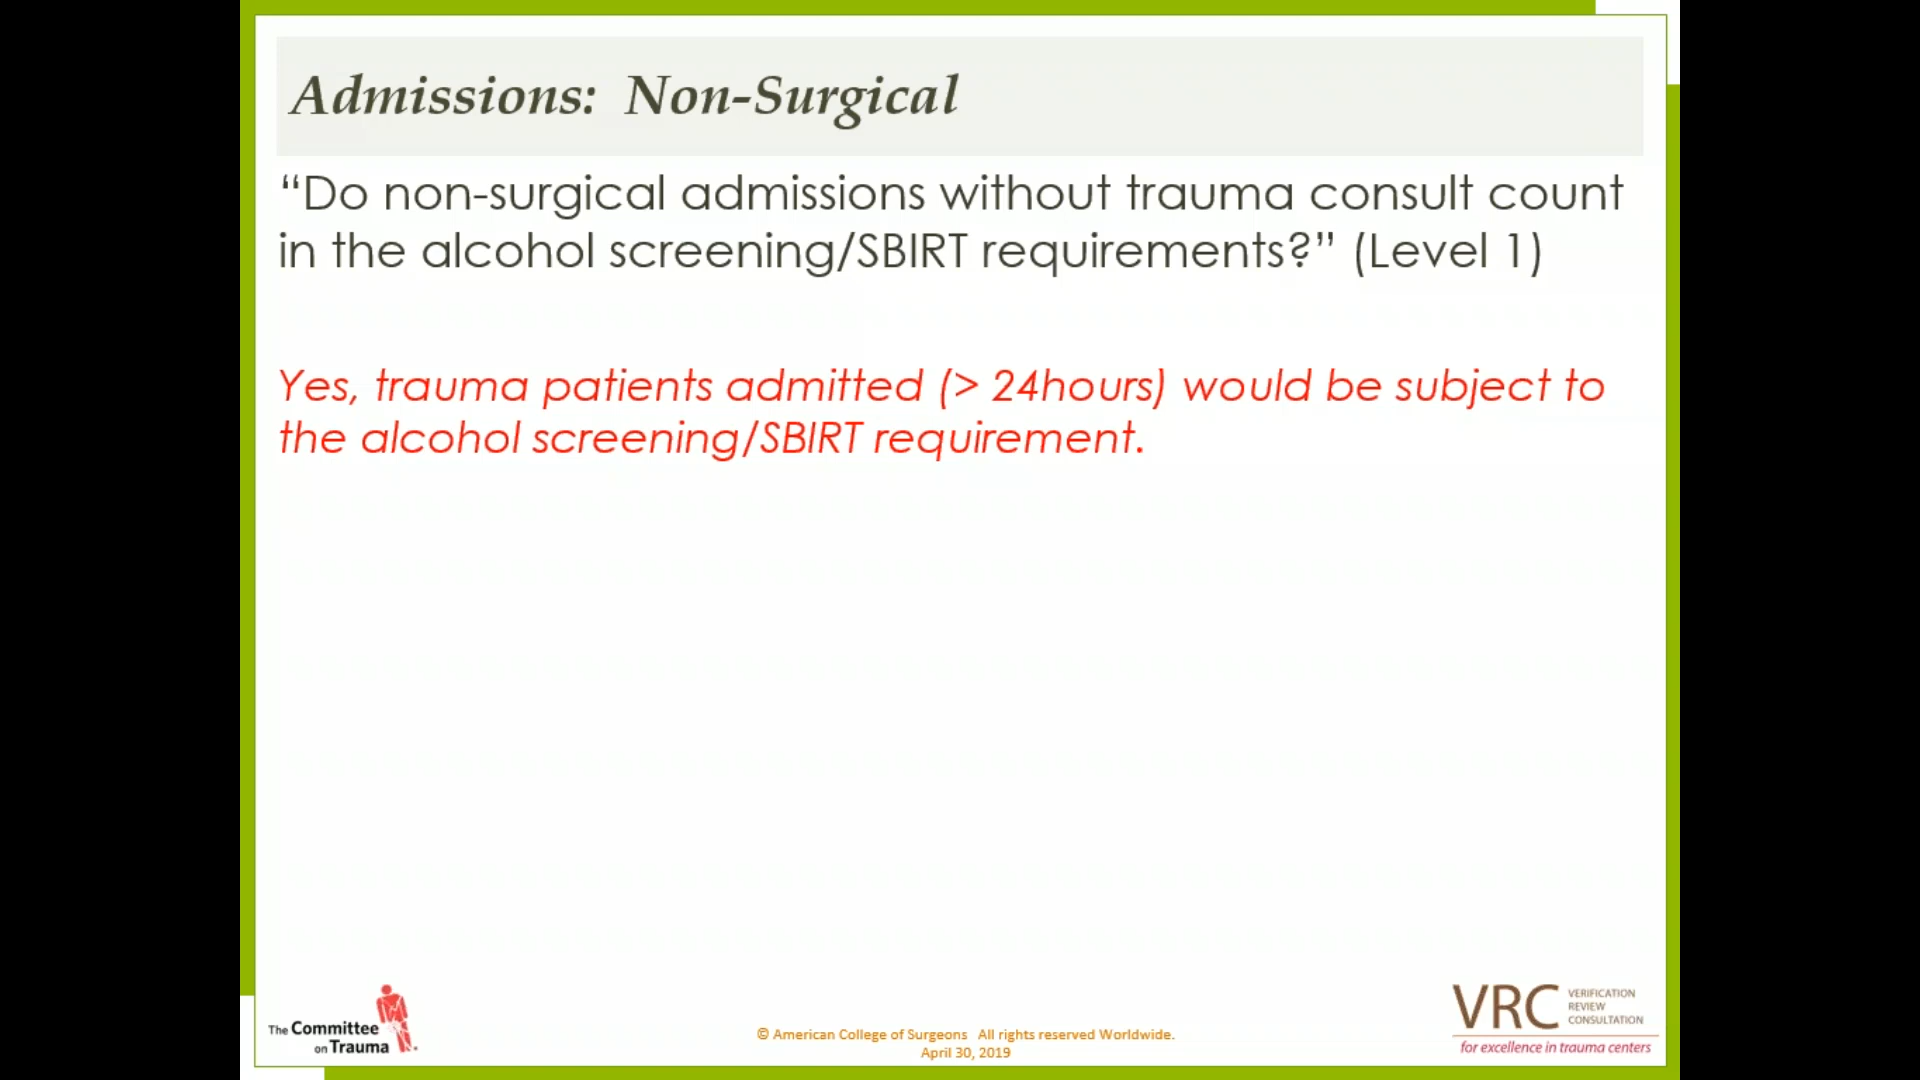 Admissions: Non-Surgical
“Do non-surgical admissions without trauma consult count
in the alcohol screening/SBIRT requirements?” (Level 1)
Yes, trauma patients admitted (> 24hours) would be subject to
the alcohol screening/SBIRT requirement.
The Committee
on Trauma
© American College of Surgeons All rights reserved Worldwide.
April 30, 2019
VRC
VERIFICATION
REVIEW
CONSULTATION
for excellence in trauma centers